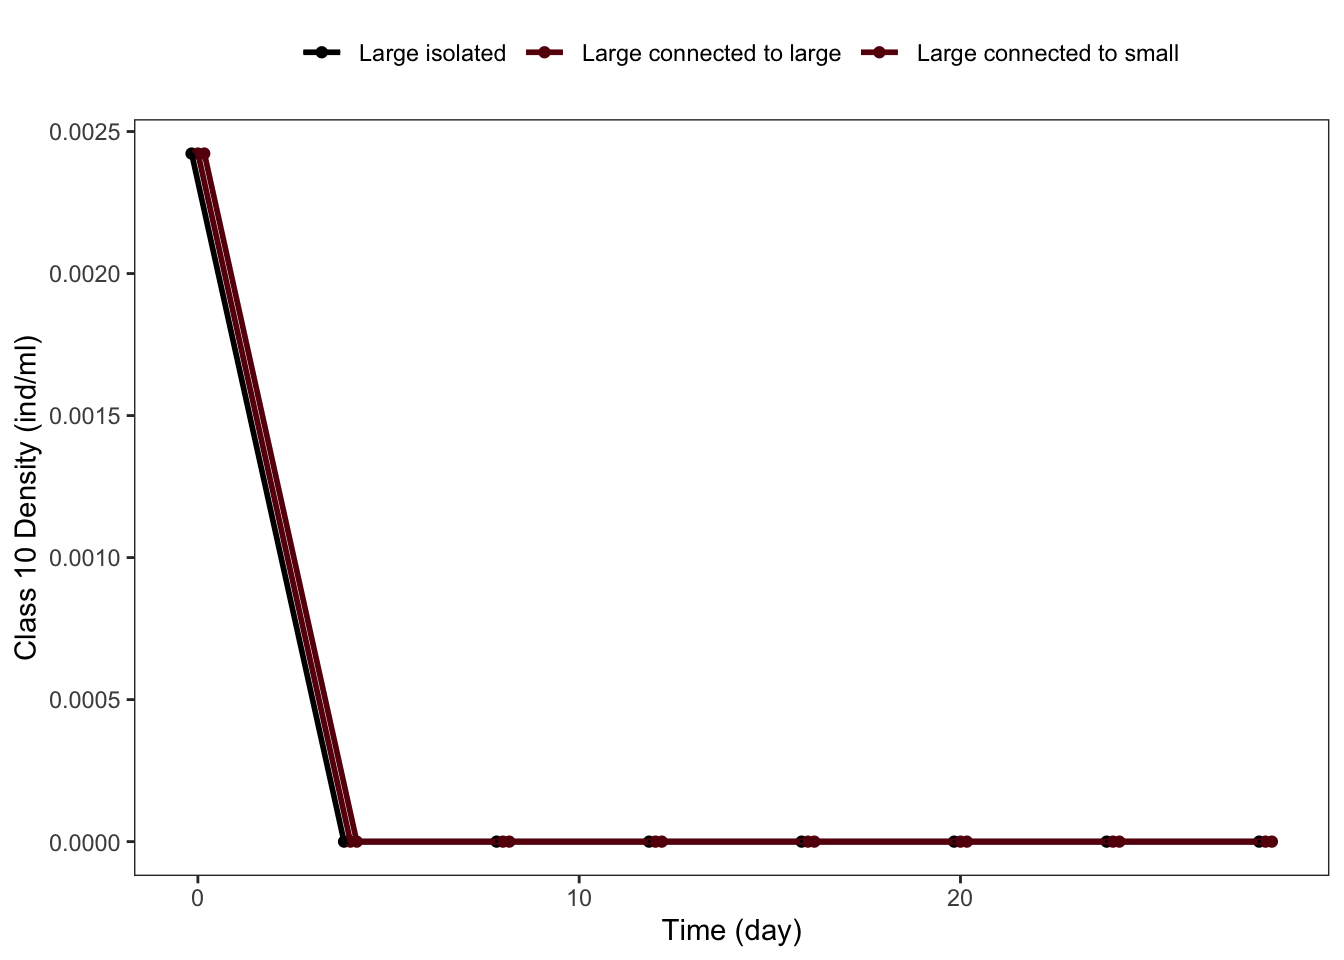 Large isolated Large connected to large Large connected to small
0.0025
0.0020
0.0015
0.0010
0.0005
0.0000
Class 10 Density (ind/ml)
0 10 20
Time (day)